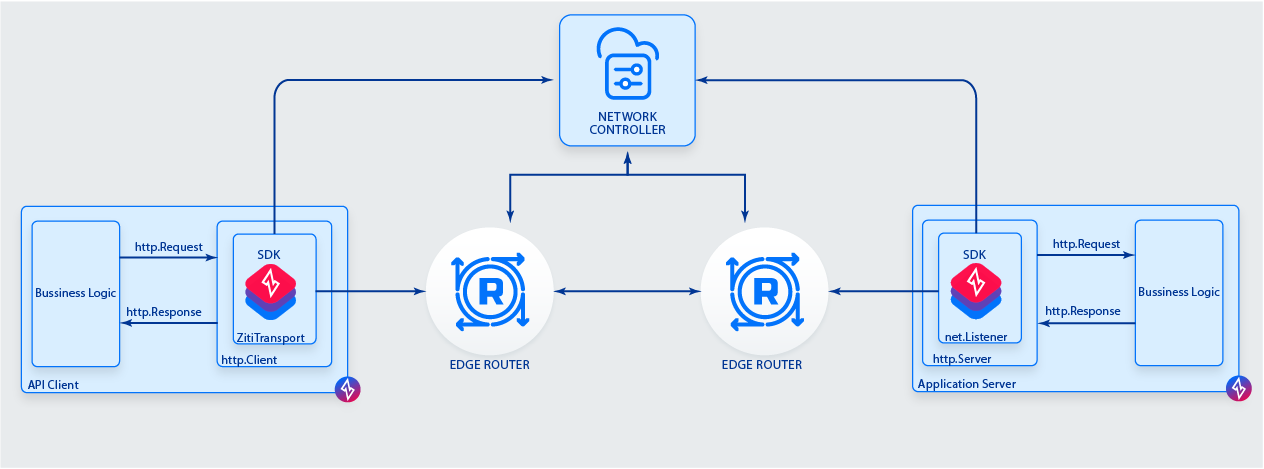 NETWORK
CONTROLLER
SDK
http.Request
Bussiness Logic
http.Response
ZitiTransport
http.Client
API Client
R
EDGE ROUTER
R
EDGE ROUTER
SDK
http.Request
Bussiness Logic
http.Response
net.Listener
http.Server
Application Server